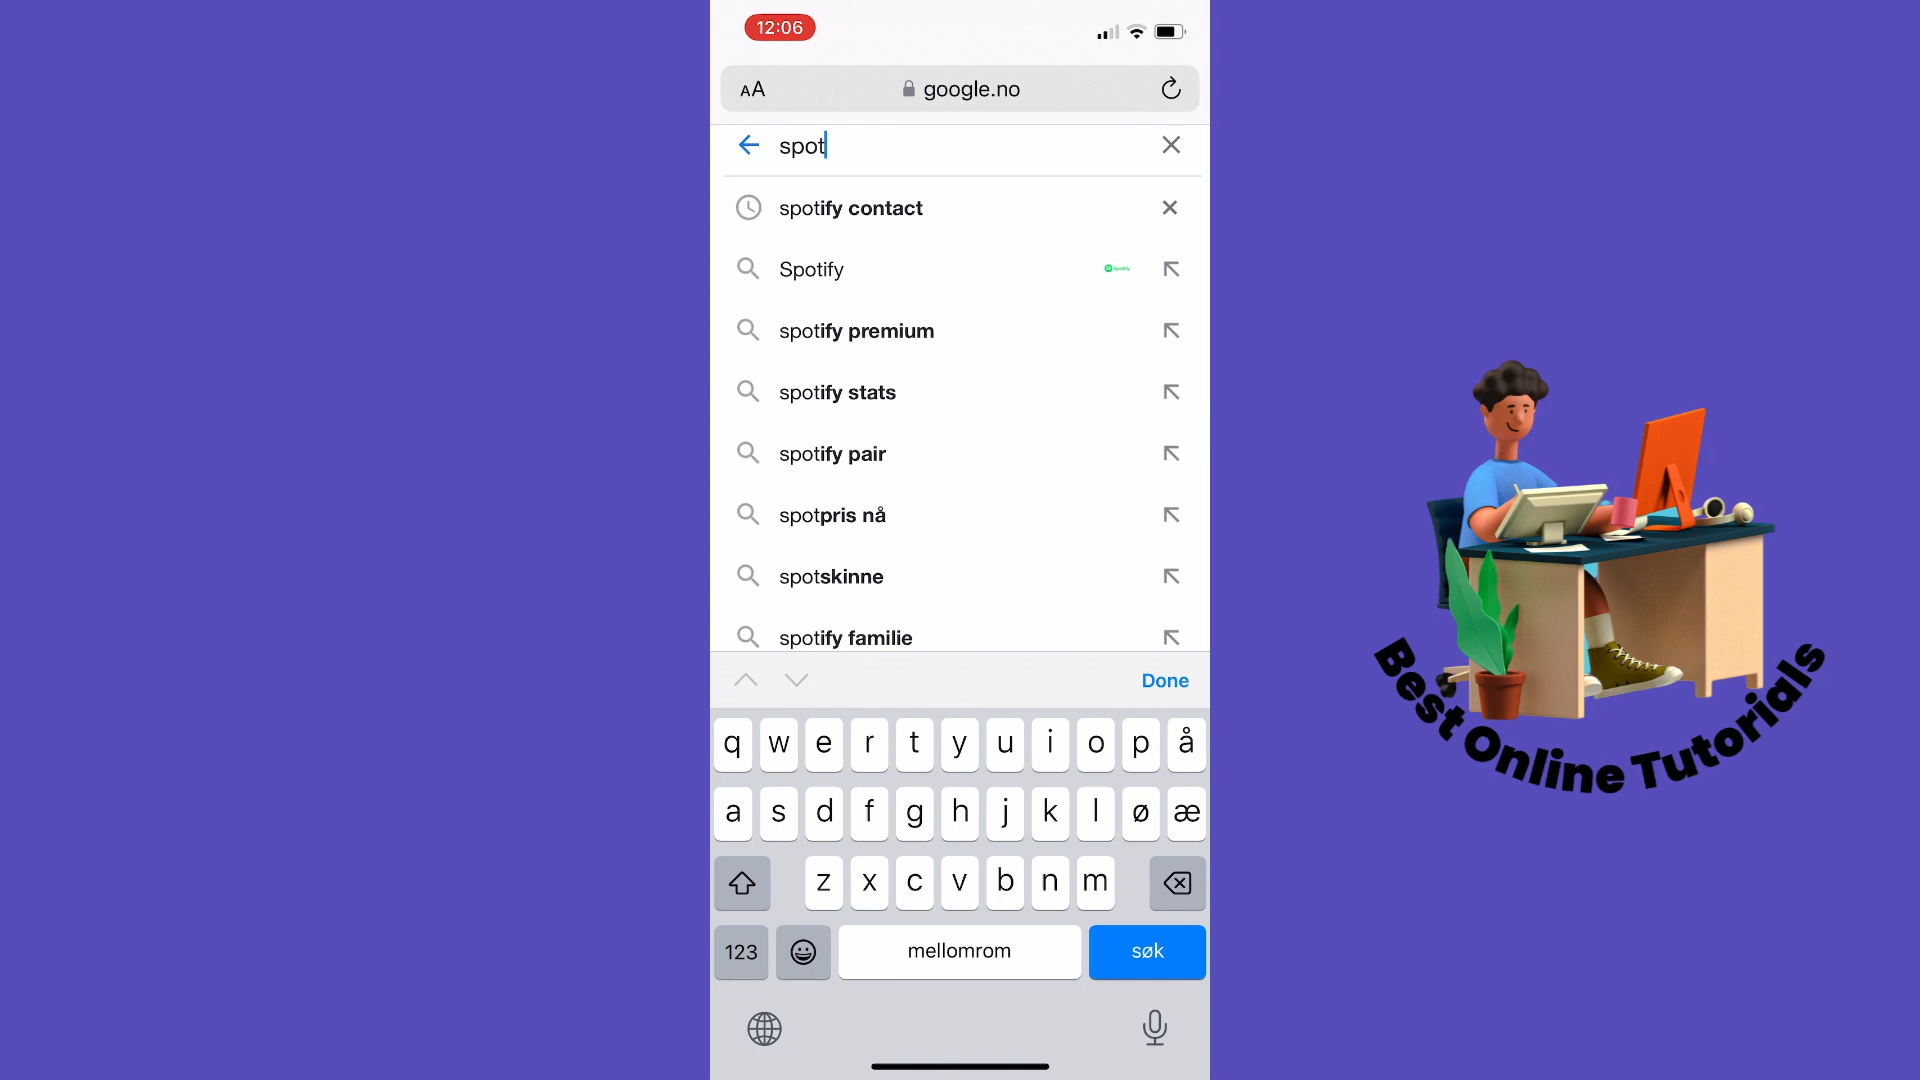 12:06
AA google.no
spot
spotify contact
Spotify
spotify premium
spotify stats
spotify pair
spotpris nå
spotskinne
spotify familie
Done
q w e r t y u i o p å
a s d f g h j k l ø æ
z x c v b n m
123 mellomrom søk
Best Online Tutorials